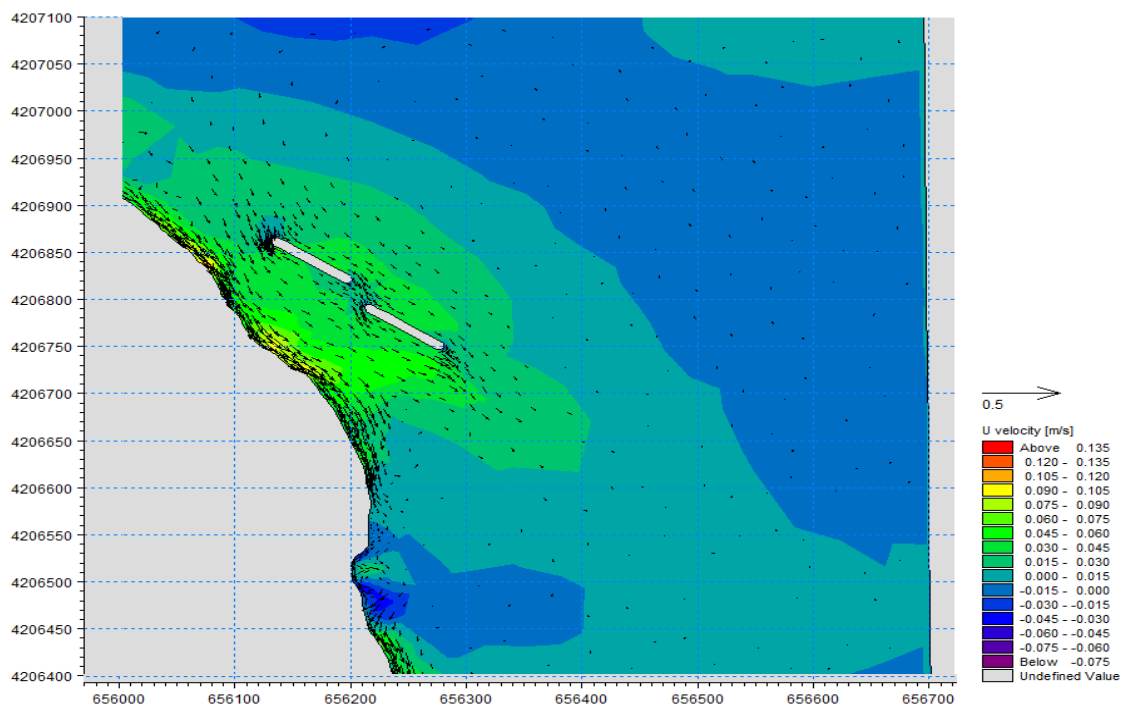 4207100
4207050
4207000
4206950
4206900
4206850
4206800
4206750
4206700
4206650
4206600
4206550
4206500
4206450
4206400
656000 656100 656200 656300 656400 656500 656600 656700
0.5
U velocity [m/s]
Above 0.135
0.120 - 0.135
0.105 - 0.120
0.090 - 0.105
0.075 - 0.090
0.060 - 0.075
0.045 - 0.060
0.030 - 0.045
0.015 - 0.030
0.000 - 0.015
-0.015 - 0.000
-0.030 - -0.015
-0.045 - -0.030
-0.060 - -0.045
-0.075 - -0.060
Below -0.075
Undefined Value